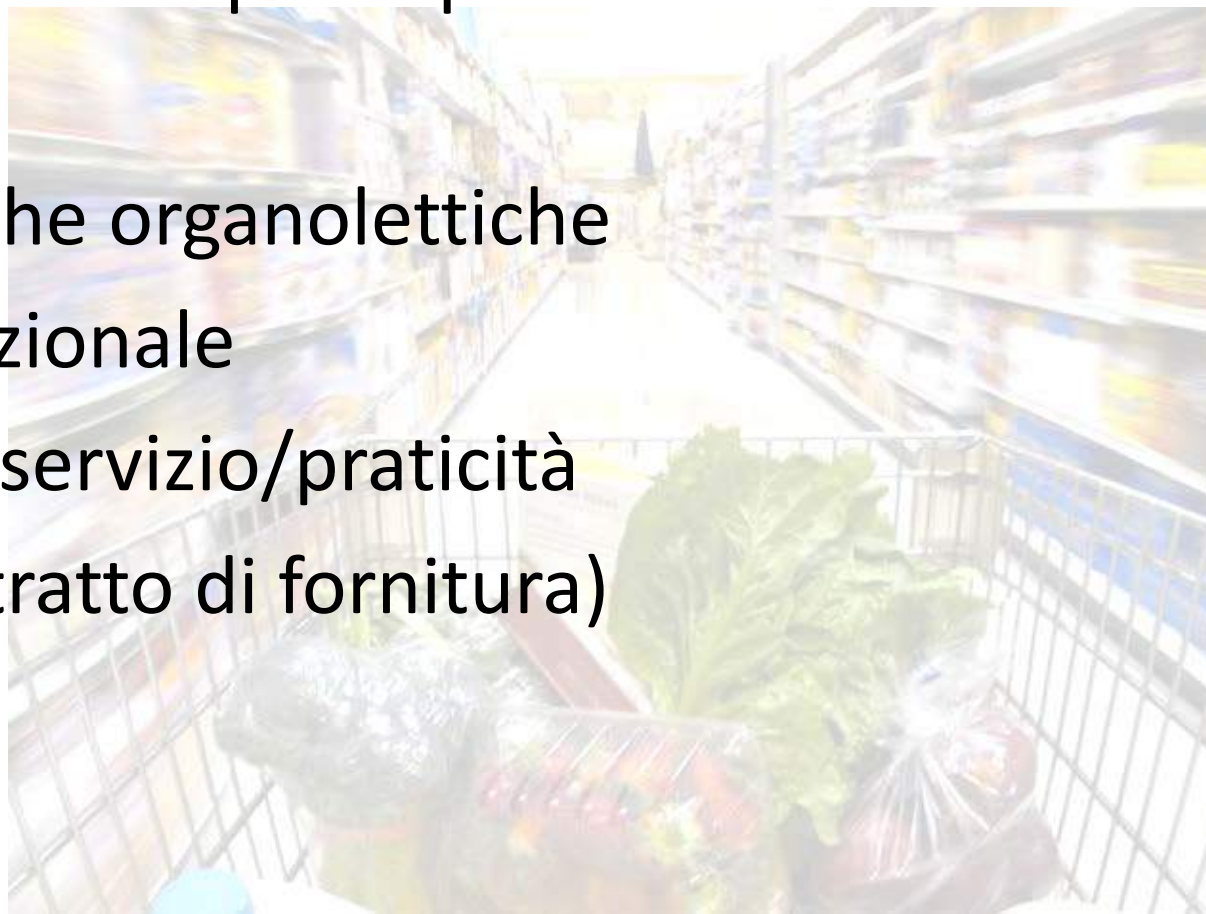 he organolettiche
zionale
servizio/praticità
tratto di fornitura)